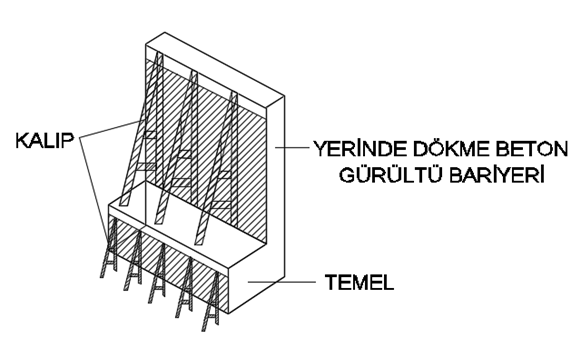 KALIP
YERİNDE DÖKME BETON
GÜRÜLTÜ BARİYERİ
TEMEL